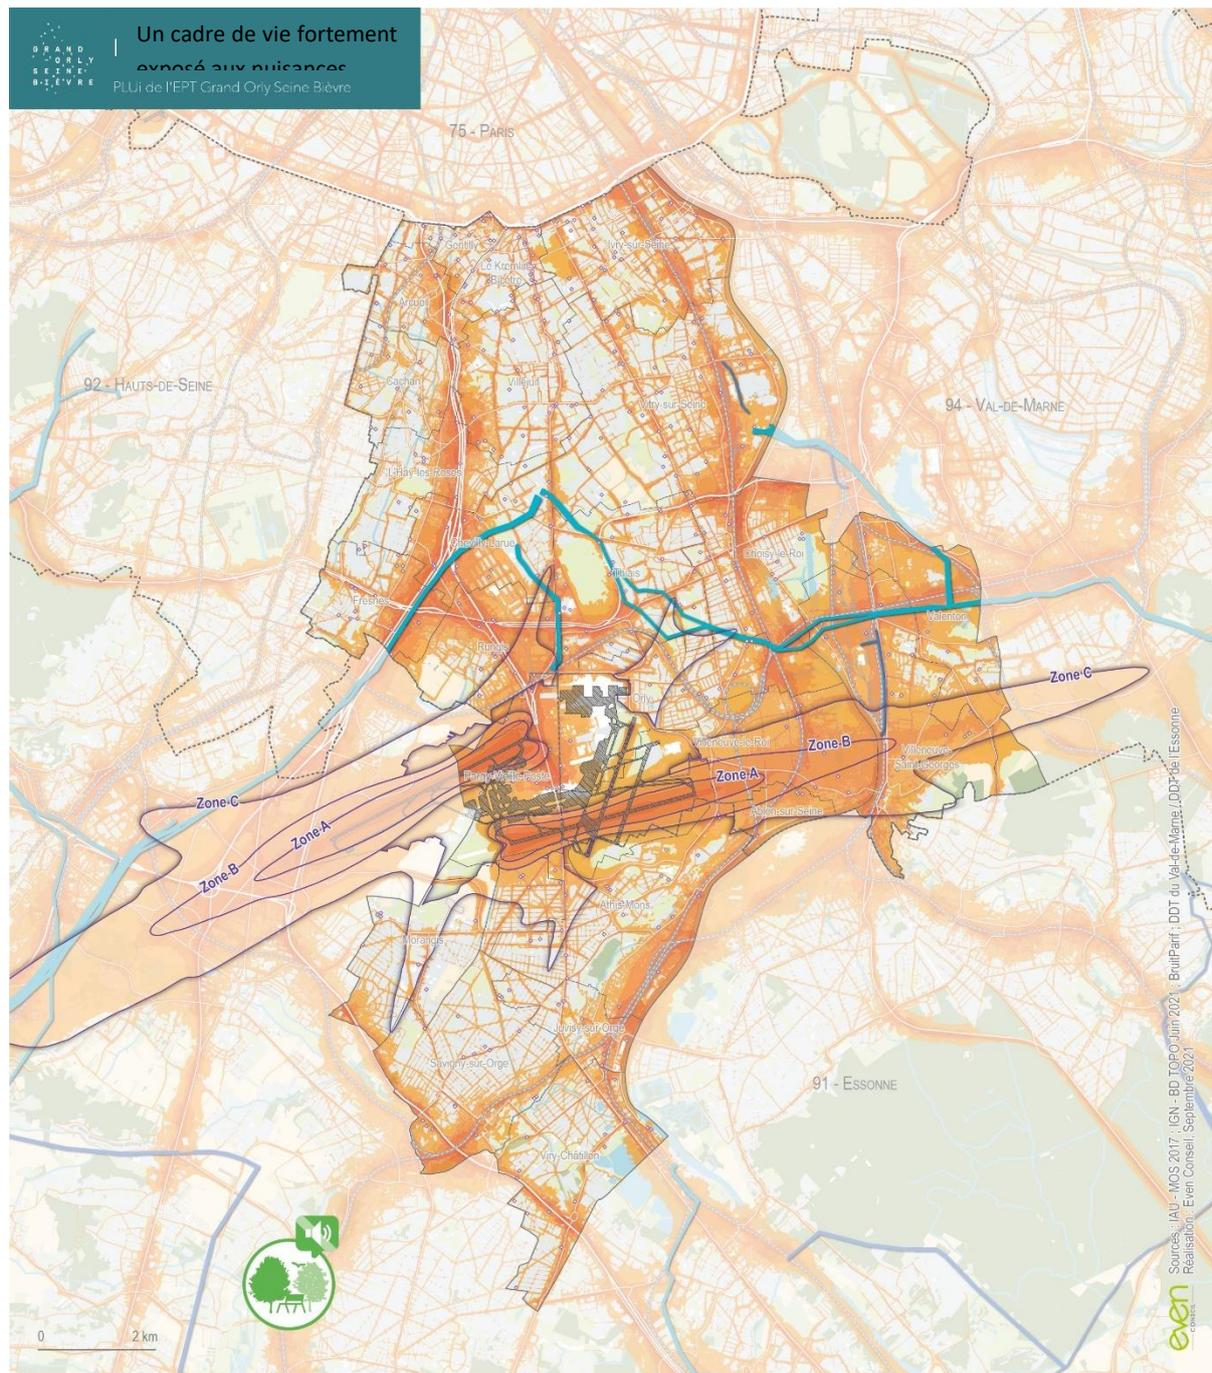 GRAND
ORLY
SEINE
BIÈVRE
Un cadre de vie fortement
exposé aux nuisances
PLUi de l'EPT Grand Orly Seine Bièvre
75 - PARIS
Gentilly
Ivry-sur-Seine
Le Kremlin-
Bicêtre
Arcueil
92 - HAUTS-DE-SEINE
Cachan
Villejuif
Vitry-sur-Seine
94 - VAL-DE-MARNE
L'Haÿ-les-Roses
Chevilly-Larue
Choisy-le-Roi
Thiais
Fresnes
Valenton
Rungis
Zone C
Orly
Villeneuve-le-Roi
Zone B
Villeneuve-
Saint-Georges
Paray-Vieille-Poste
Zone A
Zone C
Ablon-sur-Seine
Zone A
Zone B
Athis-Mons
Morangis
Juvisy-sur-Orge
Savigny-sur-Orge
91 - ESSONNE
Viry-Châtillon
0 2 km
Sources : IAU - MOS 2017 ; IGN - BD TOPO Juin 2021 ; BruitParif ; DDT du Val-de-Marne / DDT de l'Essonne
Réalisation : Even Conseil, Septembre 2021
even
CONSEIL